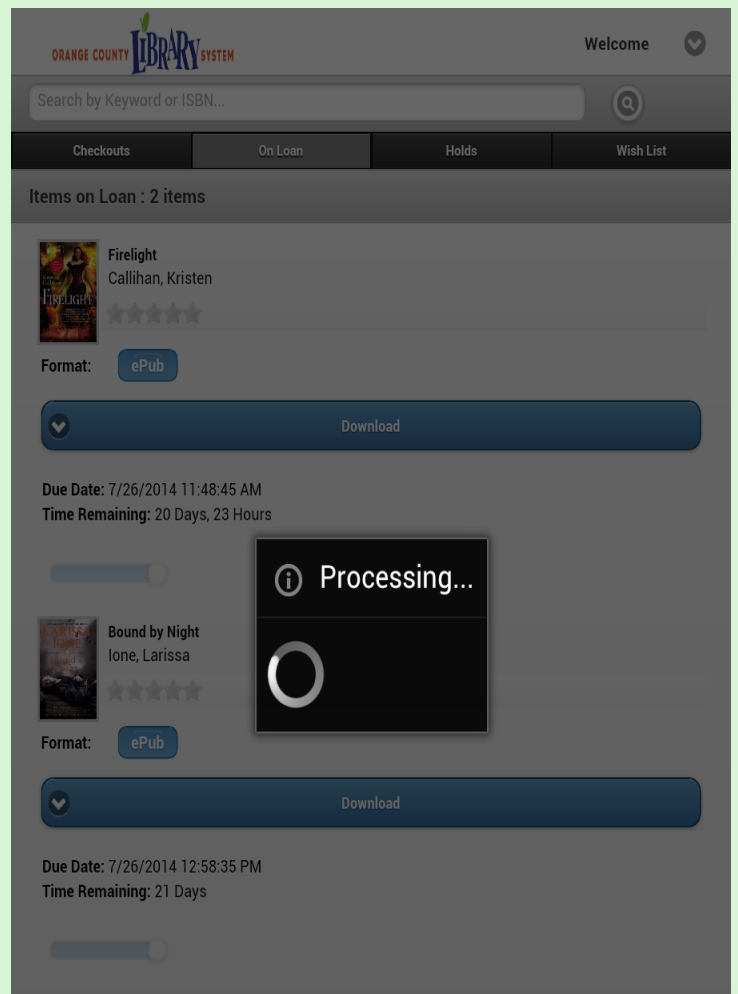 ORANGE COUNTY LIBRARY SYSTEM
Welcome
Search by Keyword or ISBN...
Checkouts On Loan Holds Wish List
Items on Loan : 2 items
Firelight
Callihan, Kristen
FIRELIGHT
Format: ePub
Download
Due Date: 7/26/2014 11:48:45 AM
Time Remaining: 20 Days, 23 Hours
Processing...
Bound by Night
Ione, Larissa
LARISSA
IONE
Format: ePub
Download
Due Date: 7/26/2014 12:58:35 PM
Time Remaining: 21 Days